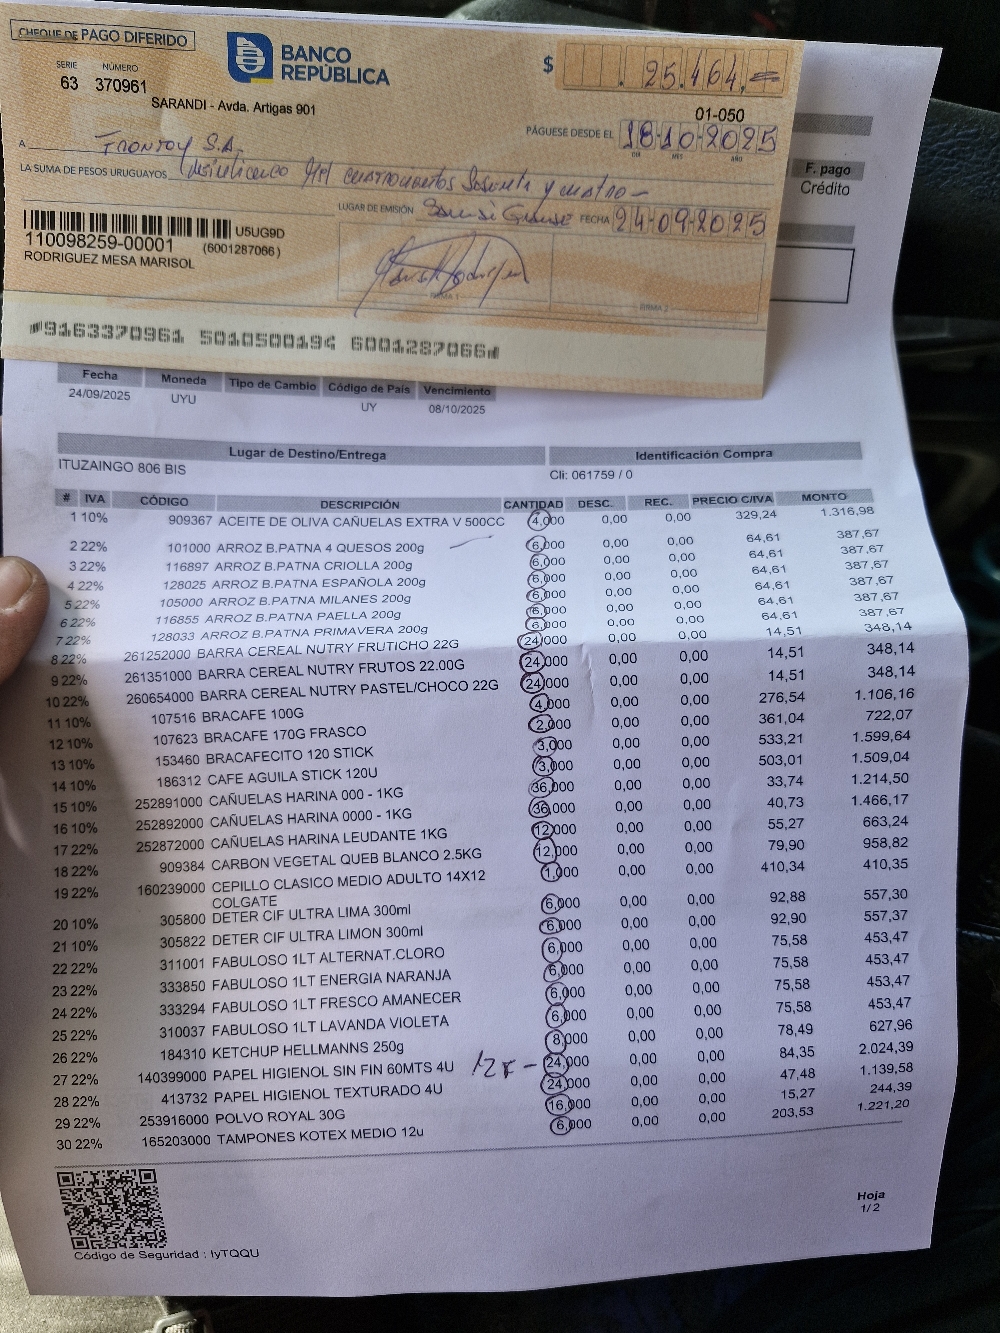 CHEQUE DE PAGO DIFERIDO
BANCO
REPÚBLICA
$ 25.464,=
SERIE NÚMERO
63 370961
SARANDI - Avda. Artigas 901
01-050
PÁGUESE DESDE EL 18-10-2025
DIA MES AÑO
A Frontoy S.A.
LA SUMA DE PESOS URUGUAYOS mil cuatrocientos sesenta y cuatro —
LUGAR DE EMISIÓN Sarandi Grande FECHA 24-09-2025
U5UG9D
110098259-00001 (6001287066)
RODRIGUEZ MESA MARISOL
FIRMA 1
FIRMA 2
9163370961 5010500194 6001287066
F. pago
Crédito
Fecha Moneda Tipo de Cambio Código de País Vencimiento
24/09/2025 UYU UY 08/10/2025
Lugar de Destino/Entrega Identificación Compra
ITUZAINGO 806 BIS Cli: 061759 / 0
# IVA CÓDIGO DESCRIPCIÓN CANTIDAD DESC. REC. PRECIO C/IVA MONTO
1 10% 909367 ACEITE DE OLIVA CAÑUELAS EXTRA V 500CC 4,000 0,00 0,00 329,24 1.316,98
2 22% 101000 ARROZ B.PATNA 4 QUESOS 200g 6,000 0,00 0,00 64,61 387,67
3 22% 116897 ARROZ B.PATNA CRIOLLA 200g 6,000 0,00 0,00 64,61 387,67
4 22% 128025 ARROZ B.PATNA ESPAÑOLA 200g 6,000 0,00 0,00 64,61 387,67
5 22% 105000 ARROZ B.PATNA MILANES 200g 6,000 0,00 0,00 64,61 387,67
6 22% 116855 ARROZ B.PATNA PAELLA 200g 6,000 0,00 0,00 64,61 387,67
7 22% 128033 ARROZ B.PATNA PRIMAVERA 200g 6,000 0,00 0,00 64,61 387,67
8 22% 261252000 BARRA CEREAL NUTRY FRUTICHO 22G 24,000 0,00 0,00 14,51 348,14
9 22% 261351000 BARRA CEREAL NUTRY FRUTOS 22.00G 24,000 0,00 0,00 14,51 348,14
10 22% 260654000 BARRA CEREAL NUTRY PASTEL/CHOCO 22G 24,000 0,00 0,00 14,51 348,14
11 10% 107516 BRACAFE 100G 4,000 0,00 0,00 276,54 1.106,16
12 10% 107623 BRACAFE 170G FRASCO 2,000 0,00 0,00 361,04 722,07
13 10% 153460 BRACAFECITO 120 STICK 3,000 0,00 0,00 533,21 1.599,64
14 10% 186312 CAFE AGUILA STICK 120U 3,000 0,00 0,00 503,01 1.509,04
15 10% 252891000 CAÑUELAS HARINA 000 - 1KG 36,000 0,00 0,00 33,74 1.214,50
16 10% 252892000 CAÑUELAS HARINA 0000 - 1KG 36,000 0,00 0,00 40,73 1.466,17
17 22% 252872000 CAÑUELAS HARINA LEUDANTE 1KG 12,000 0,00 0,00 55,27 663,24
18 22% 909384 CARBON VEGETAL QUEB BLANCO 2.5KG 12,000 0,00 0,00 79,90 958,82
19 22% 160239000 CEPILLO CLASICO MEDIO ADULTO 14X12 1,000 0,00 0,00 410,34 410,35
COLGATE
20 10% 305800 DETER CIF ULTRA LIMA 300ml 6,000 0,00 0,00 92,88 557,30
21 10% 305822 DETER CIF ULTRA LIMON 300ml 6,000 0,00 0,00 92,90 557,37
22 22% 311001 FABULOSO 1LT ALTERNAT.CLORO 6,000 0,00 0,00 75,58 453,47
23 22% 333850 FABULOSO 1LT ENERGIA NARANJA 6,000 0,00 0,00 75,58 453,47
24 22% 333294 FABULOSO 1LT FRESCO AMANECER 6,000 0,00 0,00 75,58 453,47
25 22% 310037 FABULOSO 1LT LAVANDA VIOLETA 6,000 0,00 0,00 75,58 453,47
26 22% 184310 KETCHUP HELLMANNS 250g 8,000 0,00 0,00 78,49 627,96
27 22% 140399000 PAPEL HIGIENOL SIN FIN 60MTS 4U 24,000 0,00 0,00 84,35 2.024,39
28 22% 413732 PAPEL HIGIENOL TEXTURADO 4U 24,000 0,00 0,00 47,48 1.139,58
29 22% 253916000 POLVO ROYAL 30G 16,000 0,00 0,00 15,27 244,39
30 22% 165203000 TAMPONES KOTEX MEDIO 12u 6,000 0,00 0,00 203,53 1.221,20
Hoja
1/ 2
Código de Seguridad : IyTQQU